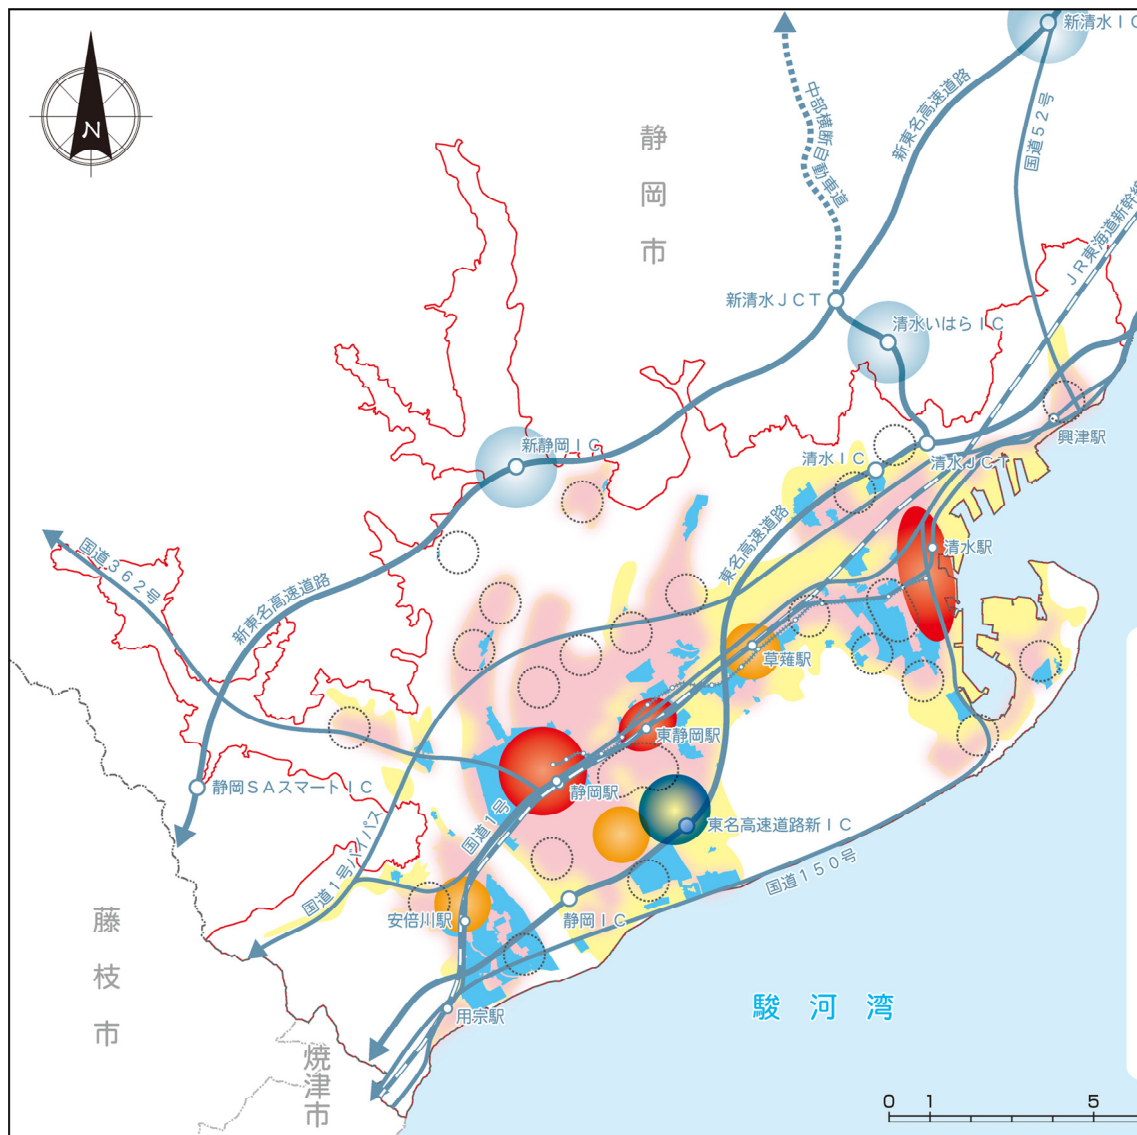 新清水ＩＣ
N
静岡市
中部横断自動車道
新東名高速道路
国道５２号
ＪＲ東海道新幹線
新清水ＪＣＴ
清水いはらＩＣ
興津駅
新静岡ＩＣ
清水ＩＣ
清水ＪＣＴ
東名高速道路
清水駅
国道３６２号
新東名高速道路
草薙駅
東静岡駅
静岡駅
静岡ＳＡスマートＩＣ
国道１号
東名高速道路新ＩＣ
国道１５０号
国道１号バイパス
安倍川駅
静岡ＩＣ
藤枝市
用宗駅
駿河湾
焼津市
0 1 5